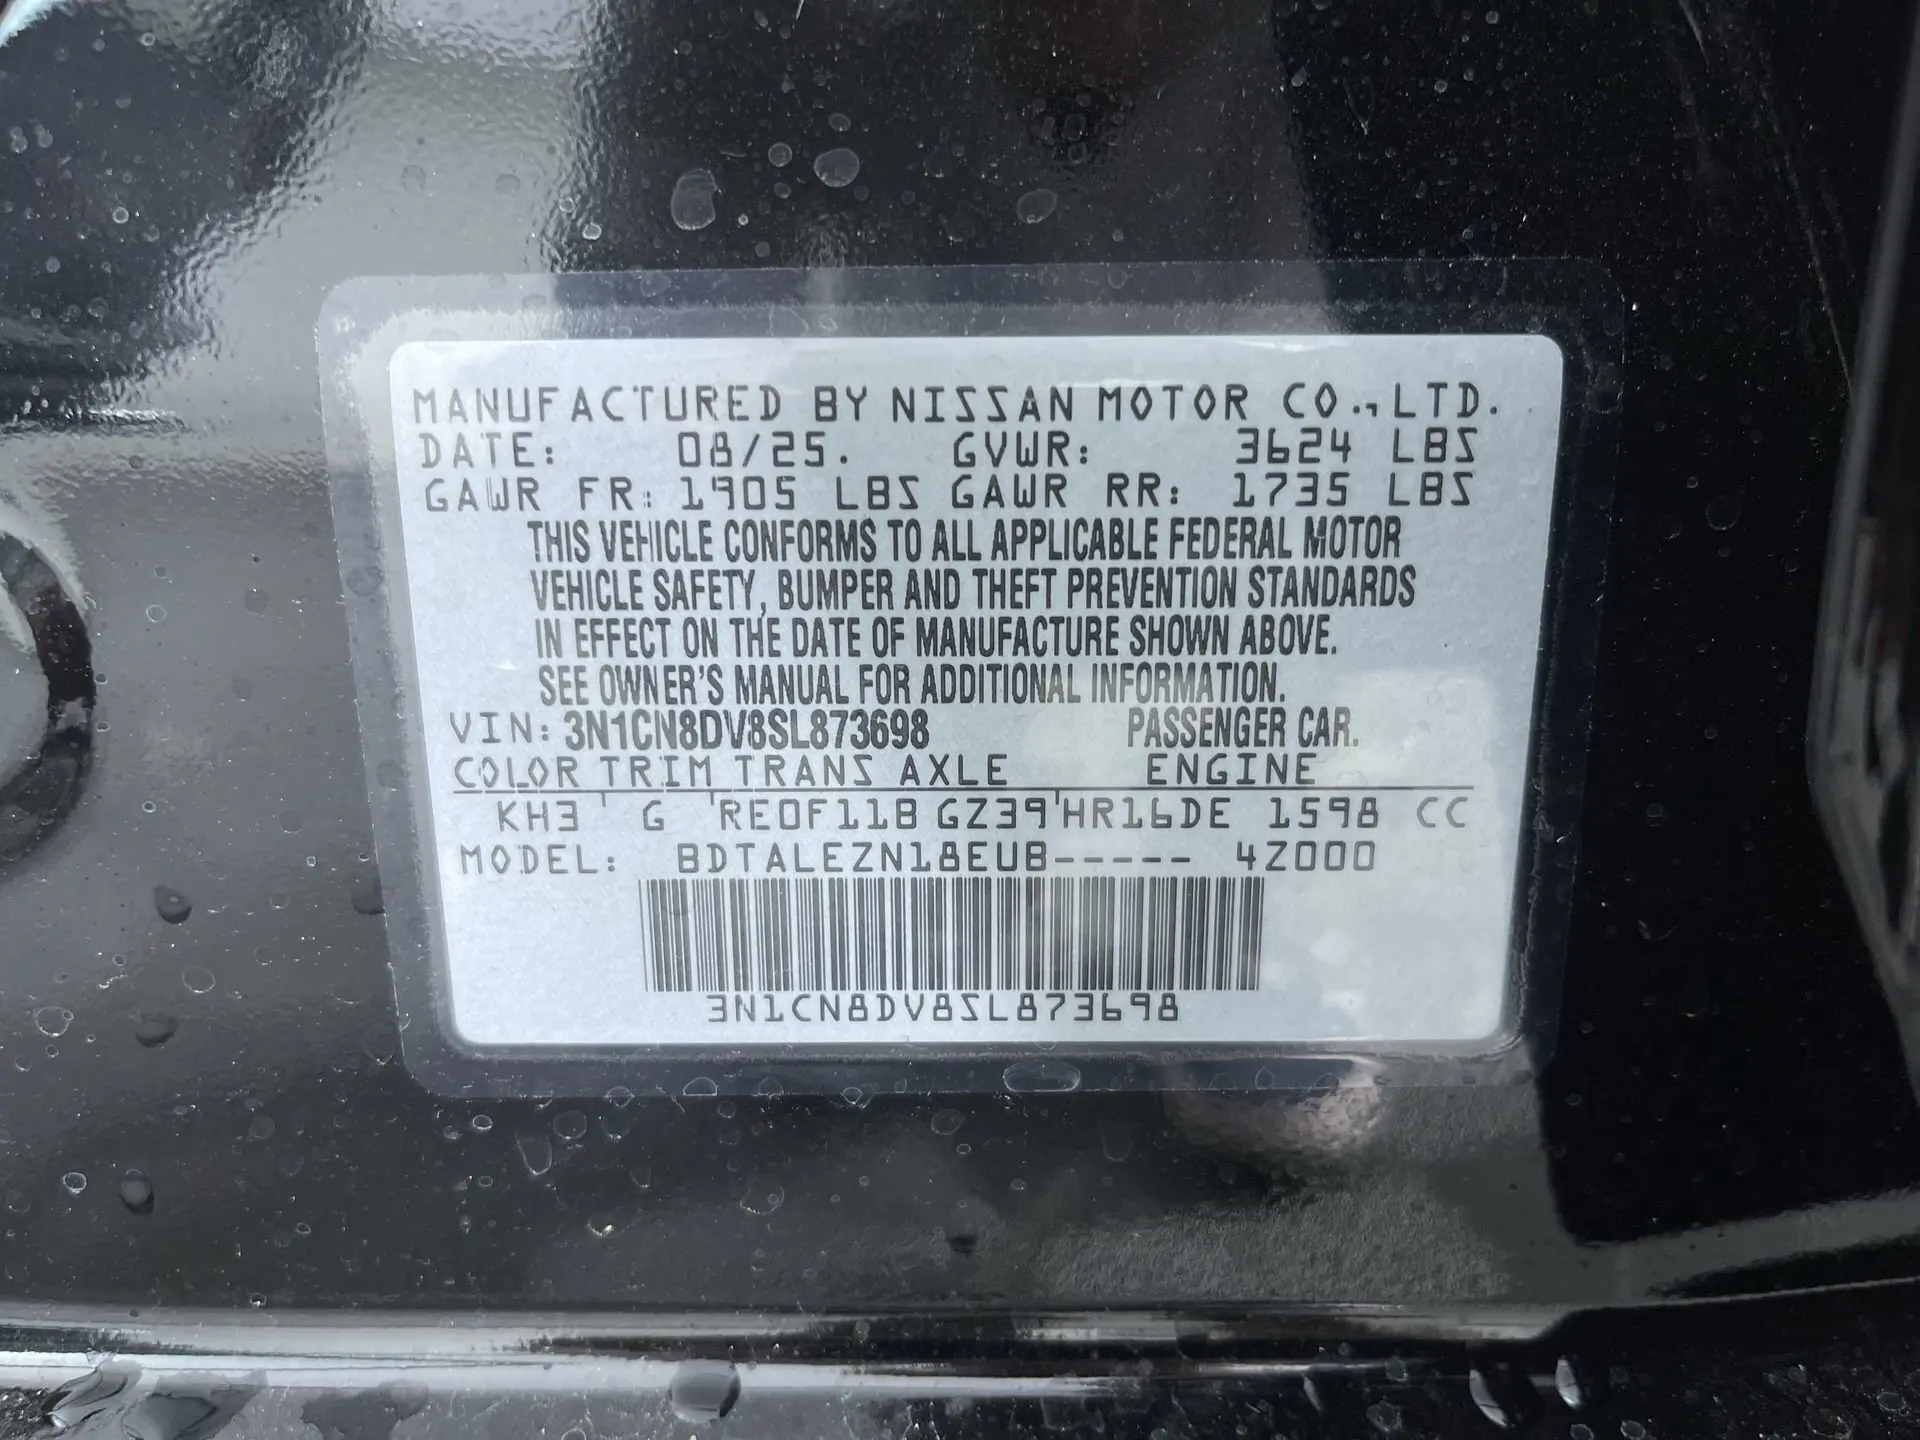 MANUFACTURED BY NISSAN MOTOR CO., LTD.
DATE: 08/25. GVWR: 3624 LBS
GAWR FR: 1905 LBS GAWR RR: 1735 LBS
THIS VEHICLE CONFORMS TO ALL APPLICABLE FEDERAL MOTOR
VEHICLE SAFETY, BUMPER AND THEFT PREVENTION STANDARDS
IN EFFECT ON THE DATE OF MANUFACTURE SHOWN ABOVE.
SEE OWNER'S MANUAL FOR ADDITIONAL INFORMATION.
VIN: 3N1CN8DV8SL873698 PASSENGER CAR.
COLOR TRIM TRANS AXLE ENGINE
KH3 G RE0F11B GZ39 HR16DE 1598 CC
MODEL: BDTALEZN18EUB----- 4Z000
3N1CN8DV8SL873698